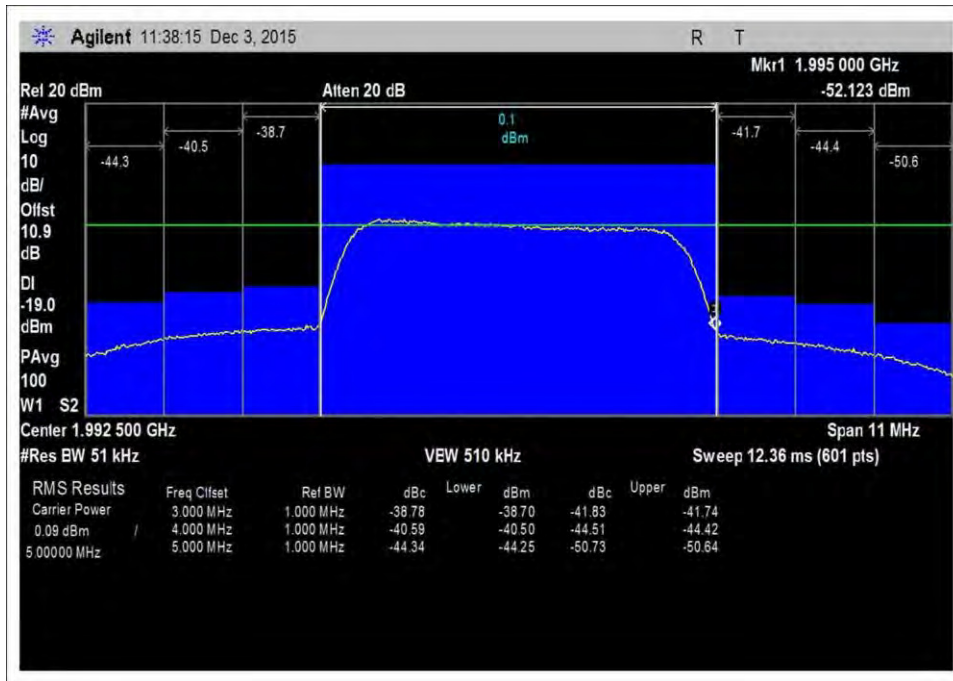 Agilent 11:38:15 Dec 3, 2015 R T
Mkr1 1.995 000 GHz
Ref 20 dBm Atten 20 dB -52.123 dBm
#Avg
Log
10
dB/
Offst
10.9
dB
DI
-19.0
dBm
PAvg
100
W1 S2
-44.3 -40.5 -38.7 0.1 dBm -41.7 -44.4 -50.6
Center 1.992 500 GHz Span 11 MHz
#Res BW 51 kHz VBW 510 kHz Sweep 12.36 ms (601 pts)
RMS Results Freq Offset Ref BW dBc Lower dBm dBc Upper dBm
Carrier Power 3.000 MHz 1.000 MHz -38.78 -38.70 -41.83 -41.74
0.09 dBm / 4.000 MHz 1.000 MHz -40.59 -40.50 -44.51 -44.42
5.00000 MHz 5.000 MHz 1.000 MHz -44.34 -44.25 -50.73 -50.64